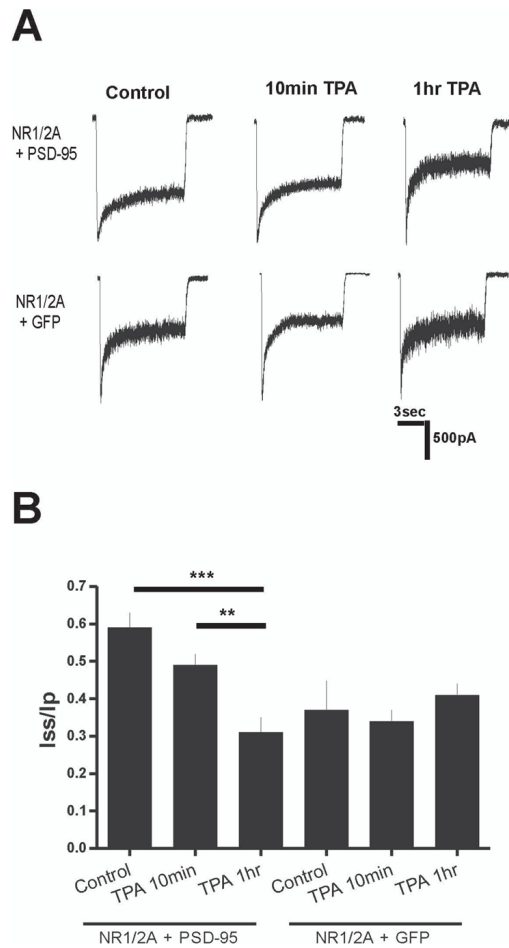 A
Control 10min TPA 1hr TPA
NR1/2A
+ PSD-95
NR1/2A
+ GFP
3sec
500pA
B
***
**
0.7
0.6
0.5
0.4
0.3
0.2
0.1
0.0
Iss/Ip
Control TPA 10min TPA 1hr Control TPA 10min TPA 1hr
NR1/2A + PSD-95 NR1/2A + GFP